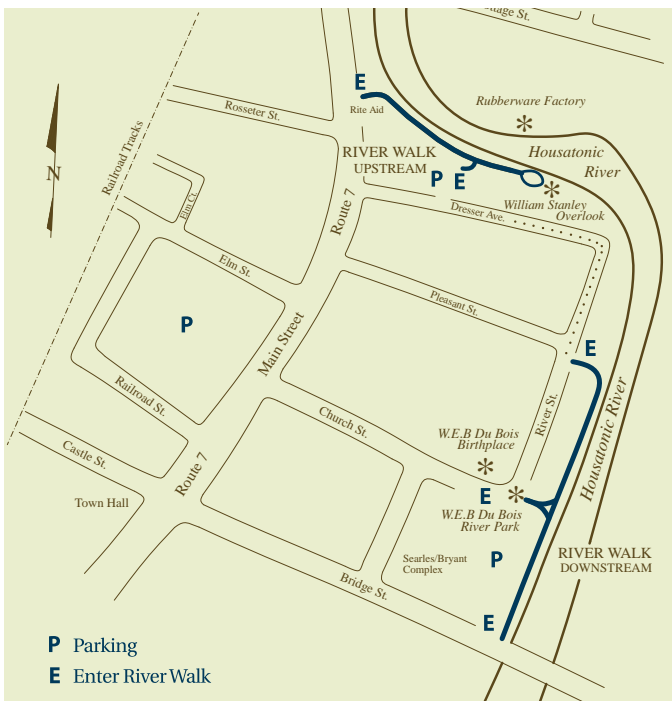 tage St.
E
Rubberware Factory
Rosseter St.
Rite Aid
Railroad Tracks
N
RIVER WALK
UPSTREAM
Housatonic
River
P
E
William Stanley
Overlook
Elm Ct.
Route 7
Dresser Ave.
Elm St.
Pleasant St.
P
Main Street
E
Railroad St.
Housatonic River
River St.
Church St.
W.E.B Du Bois
Birthplace
Castle St.
Route 7
Town Hall
E
W.E.B Du Bois
River Park
Searles/Bryant
Complex
P
RIVER WALK
DOWNSTREAM
Bridge St.
E
P Parking
E Enter River Walk